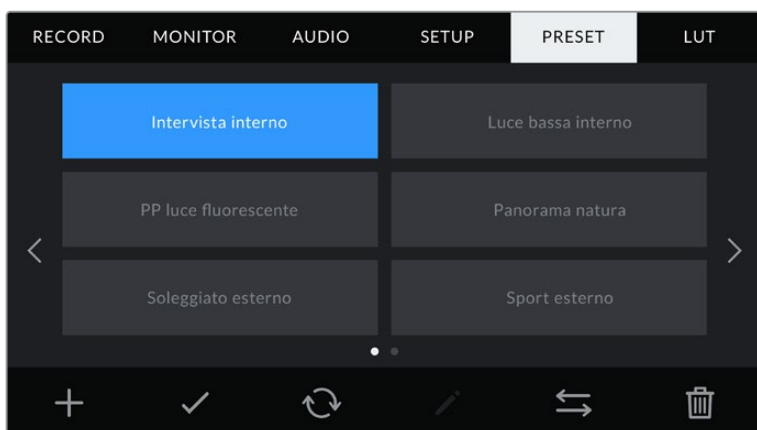 RECORD MONITOR AUDIO SETUP PRESET LUT
Intervista interno Luce bassa interno
PP luce fluorescente Panorama natura
Soleggiato esterno Sport esterno